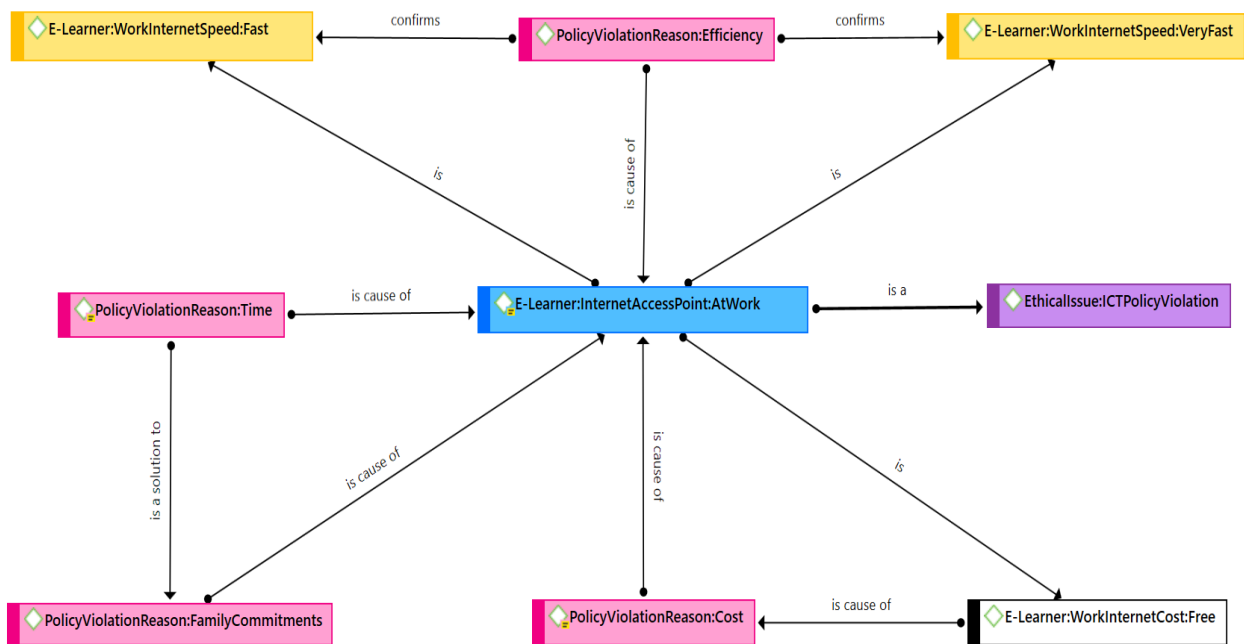 confirms
confirms
E-Learner:WorkInternetSpeed:Fast
PolicyViolationReason:Efficiency
E-Learner:WorkInternetSpeed:VeryFast
is
is cause of
is
PolicyViolationReason:Time
is cause of
E-Learner:InternetAccessPoint:AtWork
is a
EthicalIssue:ICTPolicyViolation
is a solution to
is cause of
is cause of
is
PolicyViolationReason:FamilyCommitments
PolicyViolationReason:Cost
is cause of
E-Learner:WorkInternetCost:Free